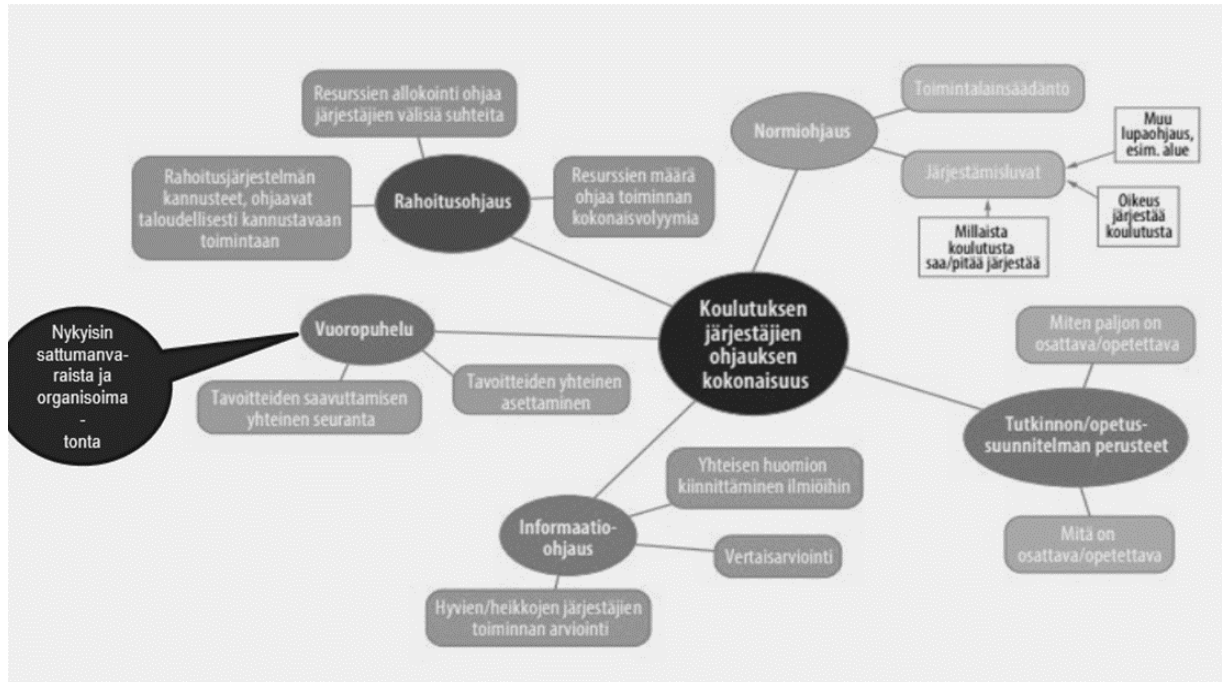 Resurssien allokointi ohjaa
järjestäjien välisiä suhteita
Rahoitusjärjestelmän
kannusteet, ohjaavat
taloudellisesti kannustavaan
toimintaan
Rahoitusohjaus
Resurssien määrä
ohjaa toiminnan
kokonaisvolyymia
Normiohjaus
Toimintalainsäädäntö
Järjestämisluvat
Muu
lupaohjaus,
esim. alue
Oikeus
järjestää
koulutusta
Millaista
koulutusta
saa/pitää järjestää
Nykyisin
sattumanva-
raista ja
organisoima
-
tonta
Vuoropuhelu
Tavoitteiden saavuttamisen
yhteinen seuranta
Tavoitteiden yhteinen
asettaminen
Koulutuksen
järjestäjien
ohjauksen
kokonaisuus
Miten paljon on
osattava/opetettava
Tutkinnon/opetus-
suunnitelman perusteet
Mitä on
osattava/opetettava
Informaatio-
ohjaus
Yhteisen huomion
kiinnittäminen ilmiöihin
Vertaisarviointi
Hyvien/heikkojen järjestäjien
toiminnan arviointi